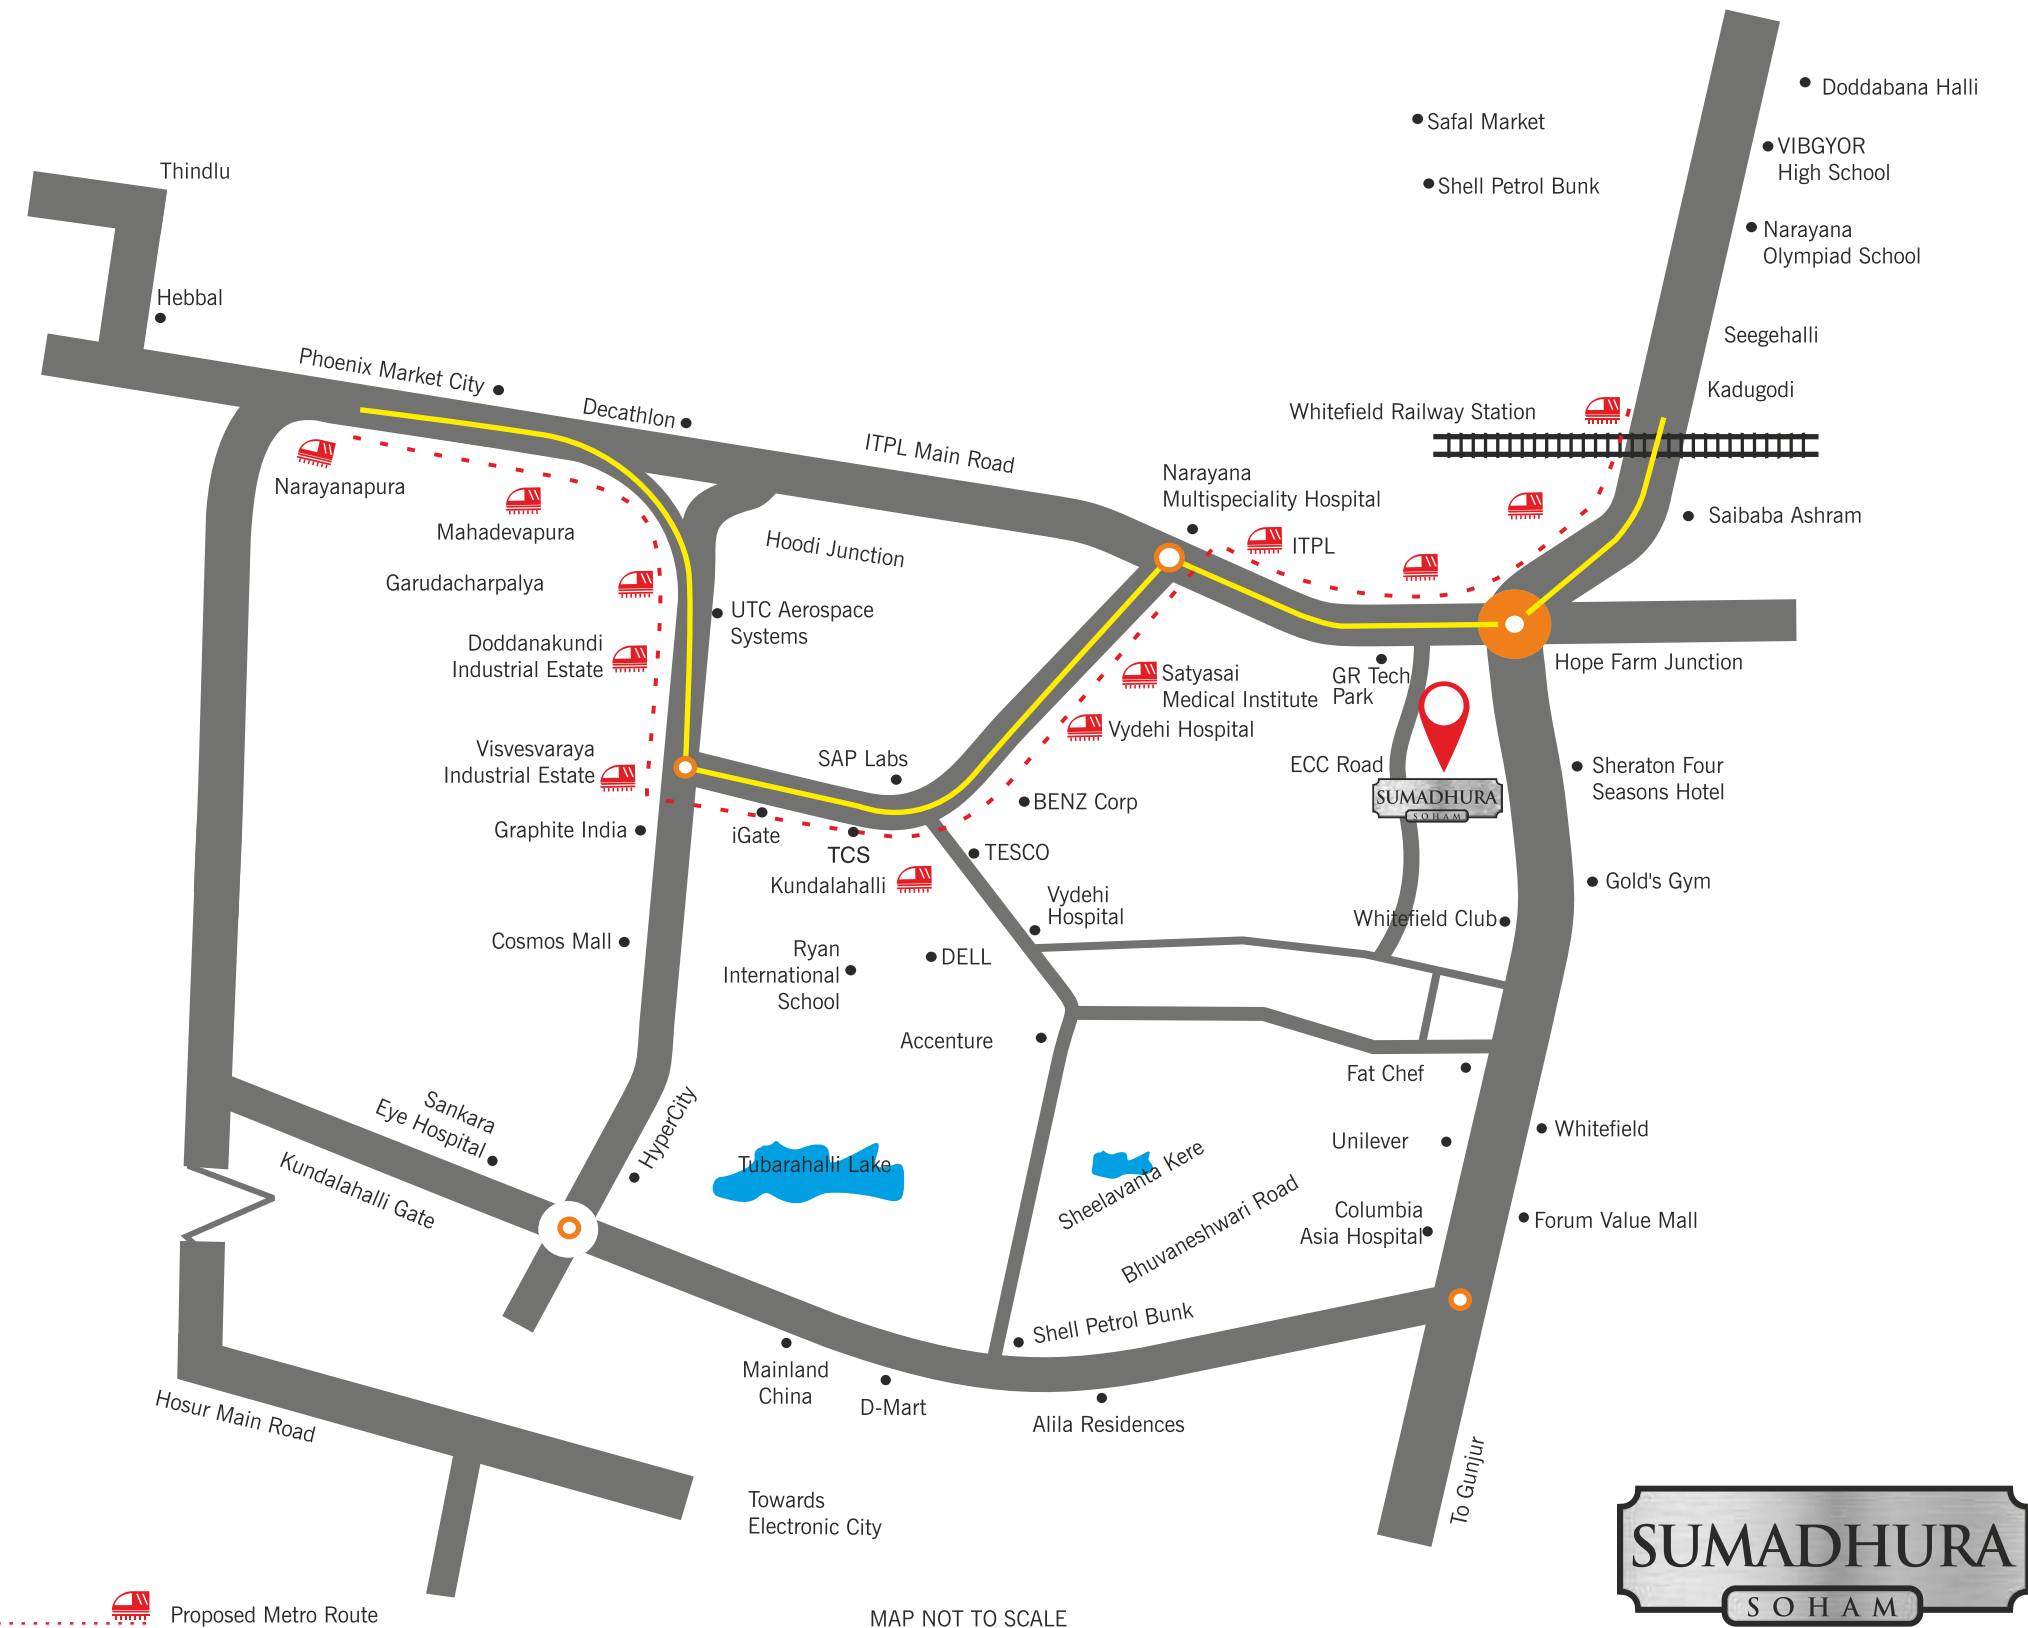 Doddabana Halli
Safal Market
VIBGYOR
High School
Thindlu
Shell Petrol Bunk
Narayana
Olympiad School
Hebbal
Seegehalli
Phoenix Market City
Kadugodi
Decathlon
Whitefield Railway Station
ITPL Main Road
Narayana
Multispeciality Hospital
Narayanapura
Saibaba Ashram
Mahadevapura
Hoodi Junction
ITPL
Garudacharpalya
UTC Aerospace
Systems
Doddanakundi
Industrial Estate
Hope Farm Junction
Satyasai
Medical Institute
GR Tech
Park
Vydehi Hospital
Visvesvaraya
Industrial Estate
SAP Labs
ECC Road
Sheraton Four
Seasons Hotel
SUMADHURA
SOHAM
BENZ Corp
Graphite India
iGate
TCS
TESCO
Kundalahalli
Gold's Gym
Vydehi
Hospital
Whitefield Club
Cosmos Mall
Ryan
International
School
DELL
Accenture
Fat Chef
Sankara
Eye Hospital
HyperCity
Whitefield
Unilever
Tubarahalli Lake
Sheelavanta Kere
Kundalahalli Gate
Bhuvaneshwari Road
Columbia
Asia Hospital
Forum Value Mall
Shell Petrol Bunk
Mainland
China
D-Mart
Alila Residences
Hosur Main Road
To Gunjur
Towards
Electronic City
SUMADHURA
SOHAM
Proposed Metro Route
MAP NOT TO SCALE